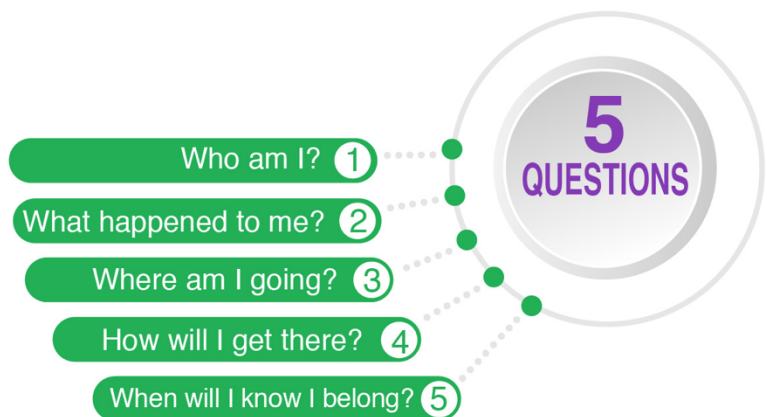 5
QUESTIONS
Who am I? 1
What happened to me? 2
Where am I going? 3
How will I get there? 4
When will I know I belong? 5